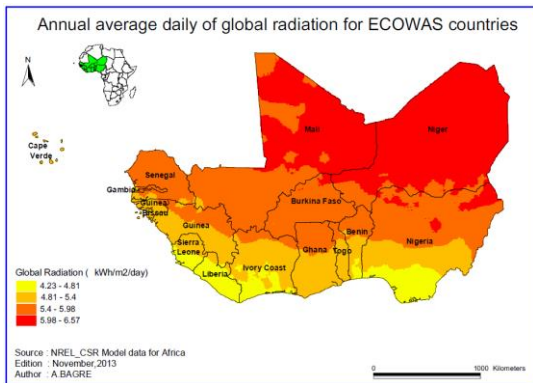 Annual average daily of global radiation for ECOWAS countries
N
Cape
Verde
Mali
Niger
Senegal
Gambia
Guinea
Bissau
Burkina Faso
Guinea
Benin
Nigeria
Sierra
Leone
Ghana
Togo
Ivory Coast
Liberia
Global Radiation ( kWh/m2/day)
4.23 - 4.81
4.81 - 5.4
5.4 - 5.98
5.98 - 6.57
Source : NREL_CSR Model data for Africa
Edition : November,2013
Author : A.BAGRE
0 1000 Kilometers